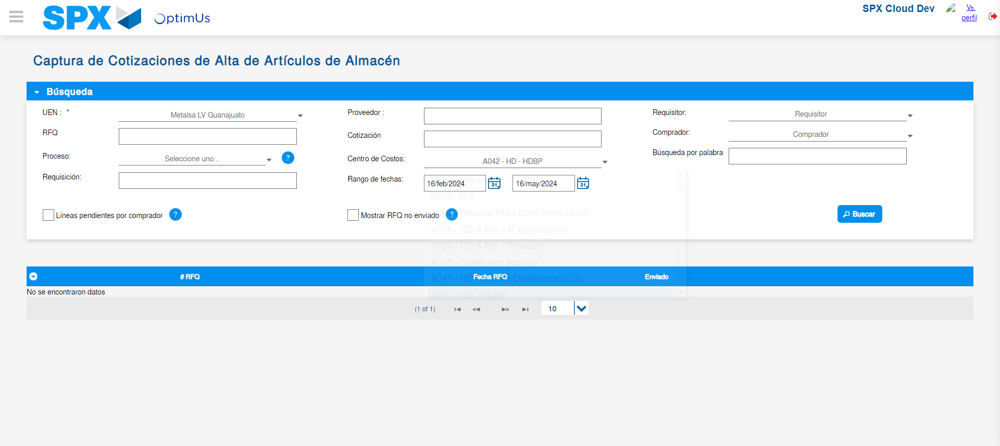 SPX
OptimUs
SPX Cloud Dev
Ve
perfil
Captura de Cotizaciones de Alta de Artículos de Almacén
Búsqueda
UEN : *
Metalsa LV Guanajuato
Proveedor :
Requisitor:
Requisitor
RFQ
Cotización
Comprador:
Comprador
Proceso:
Seleccione uno...
?
Centro de Costos:
A042 - HD - HDBP
Búsqueda por palabra
Requisición:
Rango de fechas:
16/feb/2024
31
16/may/2024
31
0000 - N/A
Líneas pendientes por comprador
?
Mostrar RFQ no enviado
?
Finance Plant Controllers / Adm
Buscar
A018 - CD & Fin. - IT Applications
A023 - CD & Fin. - Treasury
A025 - Safety and security
# RFQ
Fecha RFQ
Enviado
A041 - HD - Human Development Co.
No se encontraron datos
A042 - HD - HDBP
(1 of 1)
10